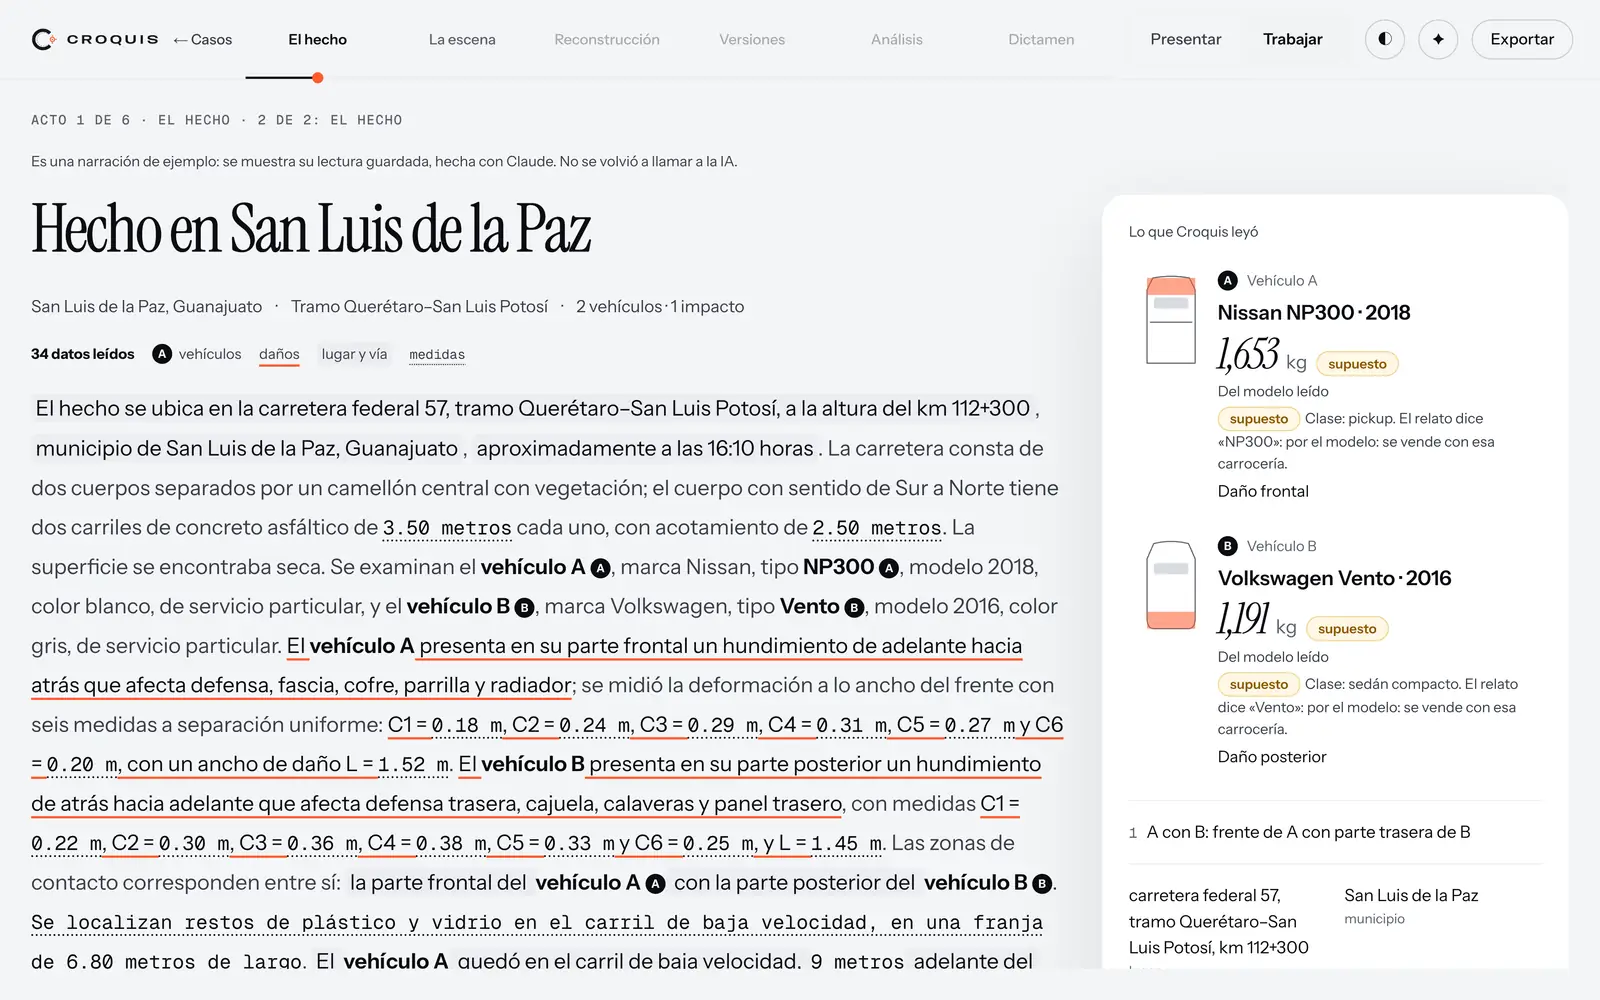 CROQUIS
← Casos
El hecho
La escena
Reconstrucción
Versiones
Análisis
Dictamen
Presentar
Trabajar
Exportar
ACTO 1 DE 6 · EL HECHO · 2 DE 2: EL HECHO
Es una narración de ejemplo: se muestra su lectura guardada, hecha con Claude. No se volvió a llamar a la IA.
Hecho en San Luis de la Paz
San Luis de la Paz, Guanajuato · Tramo Querétaro–San Luis Potosí · 2 vehículos · 1 impacto
34 datos leídos A vehículos daños lugar y vía medidas
El hecho se ubica en la carretera federal 57, tramo Querétaro–San Luis Potosí, a la altura del km 112+300 ,
municipio de San Luis de la Paz, Guanajuato , aproximadamente a las 16:10 horas . La carretera consta de
dos cuerpos separados por un camellón central con vegetación; el cuerpo con sentido de Sur a Norte tiene
dos carriles de concreto asfáltico de 3.50 metros cada uno, con acotamiento de 2.50 metros. La
superficie se encontraba seca. Se examinan el vehículo A A, marca Nissan, tipo NP300 A, modelo 2018,
color blanco, de servicio particular, y el vehículo B B, marca Volkswagen, tipo Vento B, modelo 2016, color
gris, de servicio particular. El vehículo A presenta en su parte frontal un hundimiento de adelante hacia
atrás que afecta defensa, fascia, cofre, parrilla y radiador; se midió la deformación a lo ancho del frente con
seis medidas a separación uniforme: C1 = 0.18 m, C2 = 0.24 m, C3 = 0.29 m, C4 = 0.31 m, C5 = 0.27 m y C6
= 0.20 m, con un ancho de daño L = 1.52 m. El vehículo B presenta en su parte posterior un hundimiento
de atrás hacia adelante que afecta defensa trasera, cajuela, calaveras y panel trasero, con medidas C1 =
0.22 m, C2 = 0.30 m, C3 = 0.36 m, C4 = 0.38 m, C5 = 0.33 m y C6 = 0.25 m, y L = 1.45 m. Las zonas de
contacto corresponden entre sí: la parte frontal del vehículo A A con la parte posterior del vehículo B B.
Se localizan restos de plástico y vidrio en el carril de baja velocidad, en una franja
de 6.80 metros de largo. El vehículo A quedó en el carril de baja velocidad, 9 metros adelante del
Lo que Croquis leyó
A Vehículo A
Nissan NP300 · 2018
1,653 kg supuesto
Del modelo leído
supuesto Clase: pickup. El relato dice
«NP300»: por el modelo: se vende con esa
carrocería.
Daño frontal
B Vehículo B
Volkswagen Vento · 2016
1,191 kg supuesto
Del modelo leído
supuesto Clase: sedán compacto. El relato
dice «Vento»: por el modelo: se vende con esa
carrocería.
Daño posterior
1 A con B: frente de A con parte trasera de B
carretera federal 57,
tramo Querétaro–San
Luis Potosí, km 112+300
San Luis de la Paz
municipio